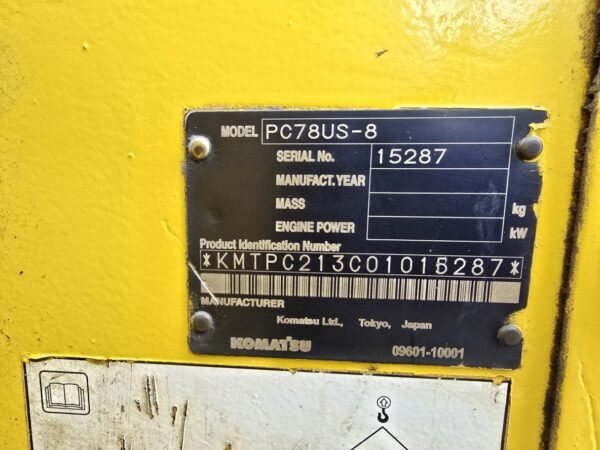 MODEL PC78US-8
SERIAL No. 15287
MANUFACT.YEAR
MASS kg
ENGINE POWER kW
Product Identification Number
*KMTPC213C01015287*
MANUFACTURER
Komatsu Ltd., Tokyo, Japan
KOMATSU 09601-10001